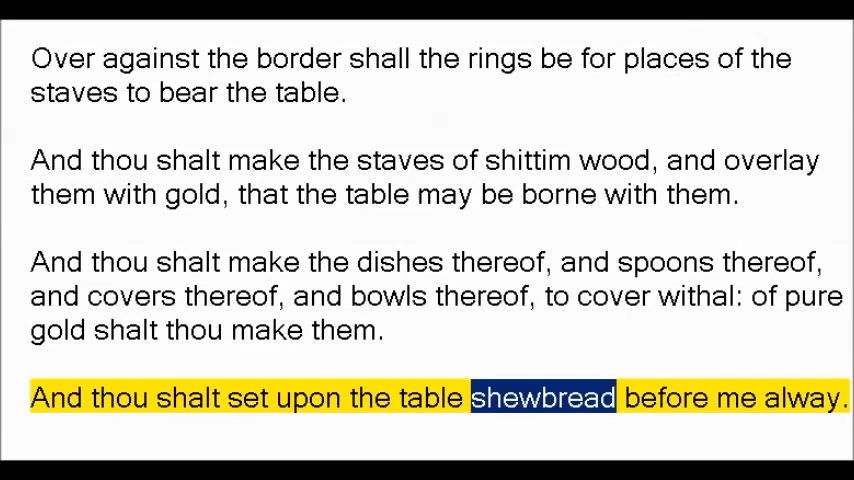 Over against the border shall the rings be for places of the
staves to bear the table.
And thou shalt make the staves of shittim wood, and overlay
them with gold, that the table may be borne with them.
And thou shalt make the dishes thereof, and spoons thereof,
and covers thereof, and bowls thereof, to cover withal: of pure
gold shalt thou make them.
And thou shalt set upon the table shewbread before me alway.